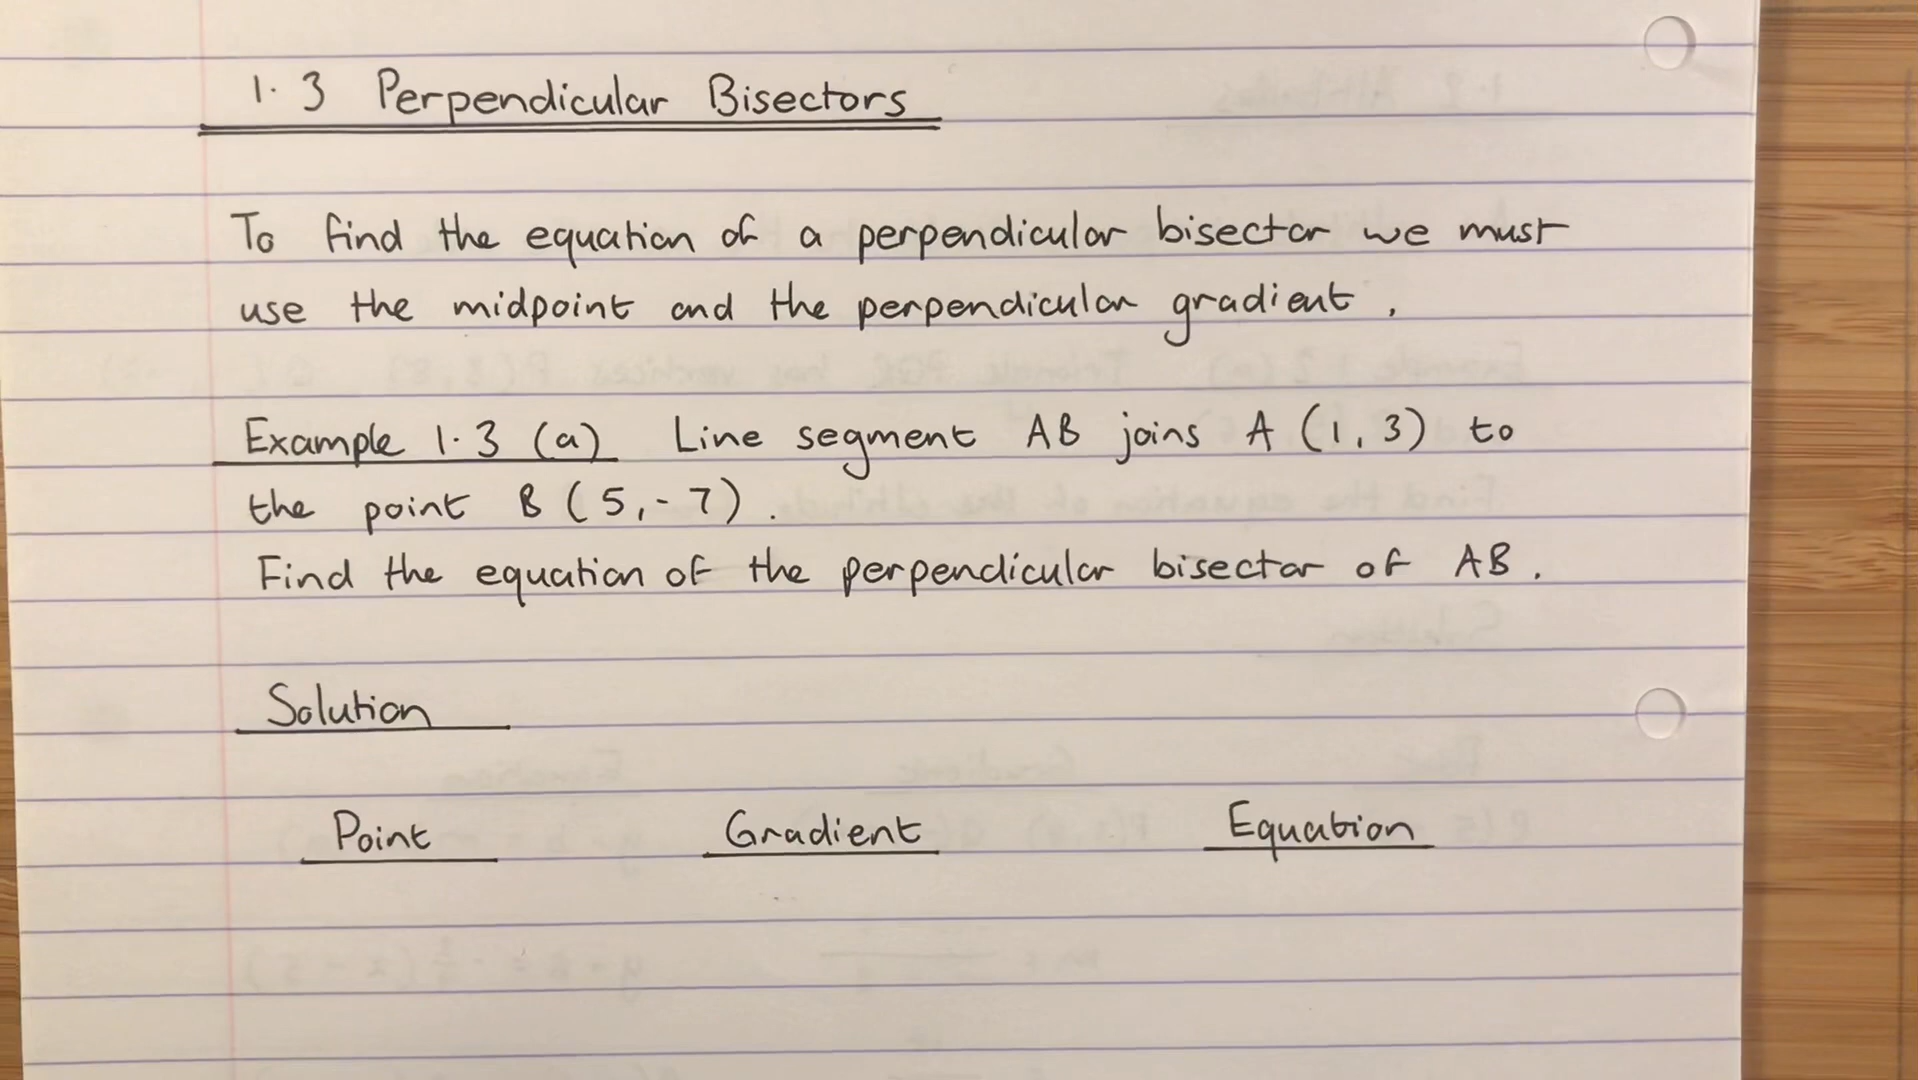 1.3 Perpendicular Bisectors
To find the equation of a perpendicular bisector we must
use the midpoint and the perpendicular gradient.
Example 1.3 (a) Line segment AB joins A (1, 3) to
the point B (5, -7).
Find the equation of the perpendicular bisector of AB.
Solution
Point Gradient Equation